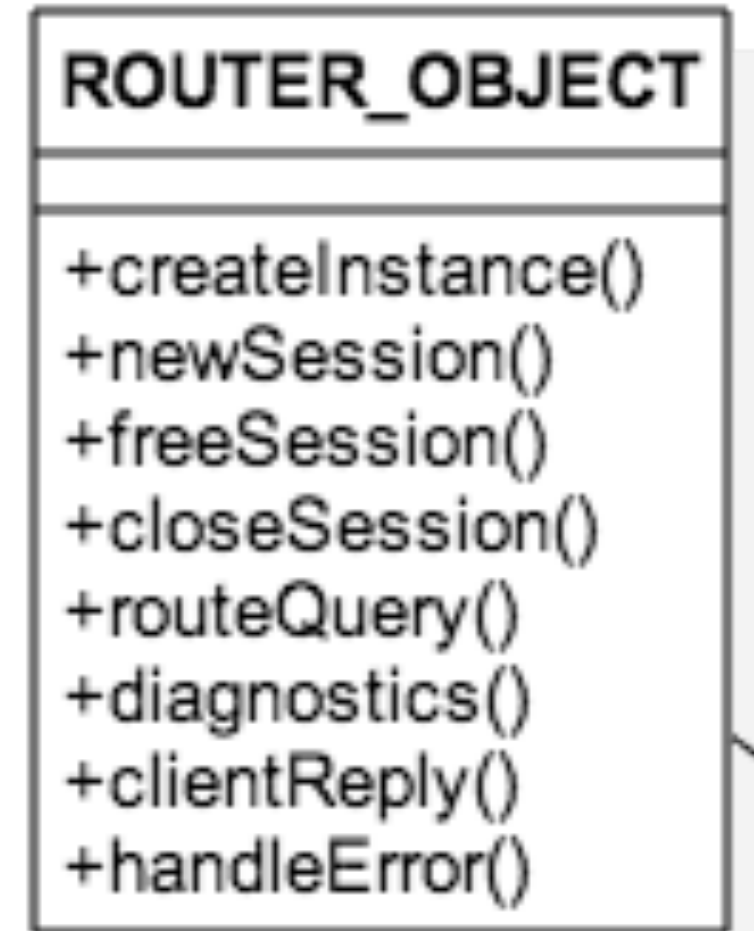 ROUTER_OBJECT
+createInstance()
+newSession()
+freeSession()
+closeSession()
+routeQuery()
+diagnostics()
+clientReply()
+handleError()